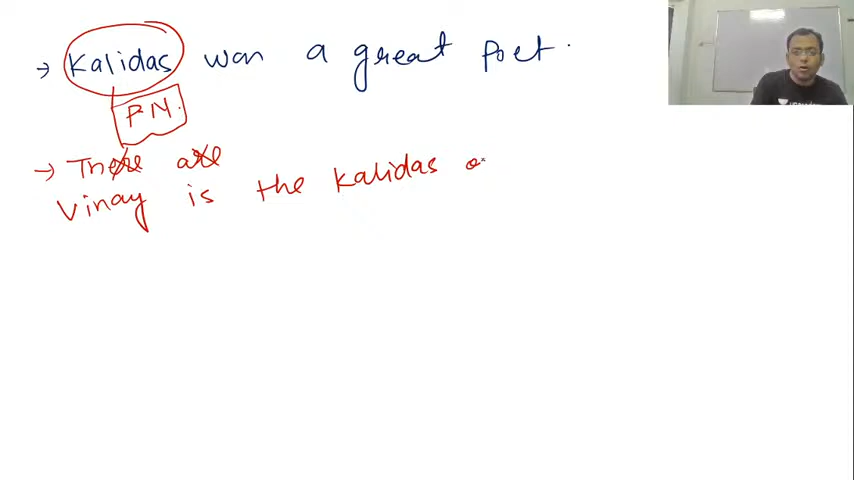 → Kalidas was a great poet.
P.N.
→ There are
Vinay is the Kalidas o